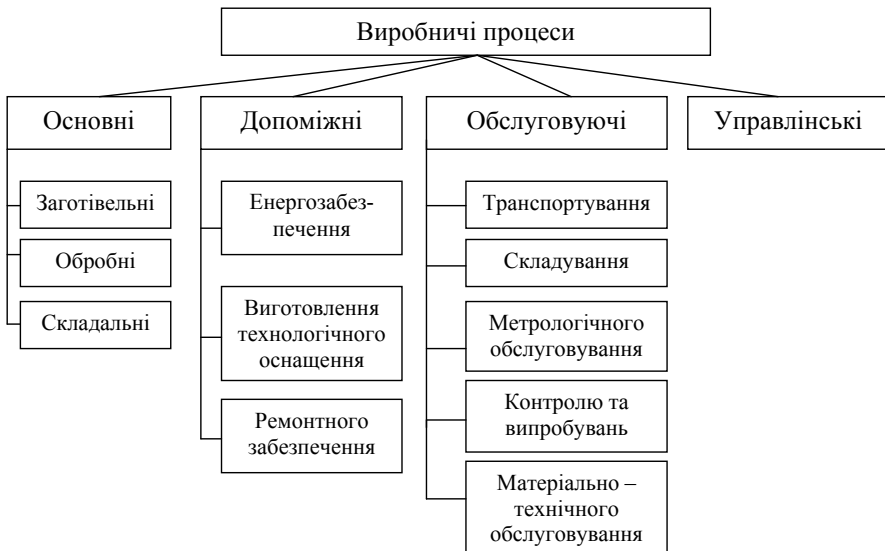 Виробничі процеси
Основні
Допоміжні
Обслуговуючі
Управлінські
Заготівельні
Обробні
Складальні
Енергозабез-
печення
Виготовлення
технологічного
оснащення
Ремонтного
забезпечення
Транспортування
Складування
Метрологічного
обслуговування
Контролю та
випробувань
Матеріально –
технічного
обслуговування